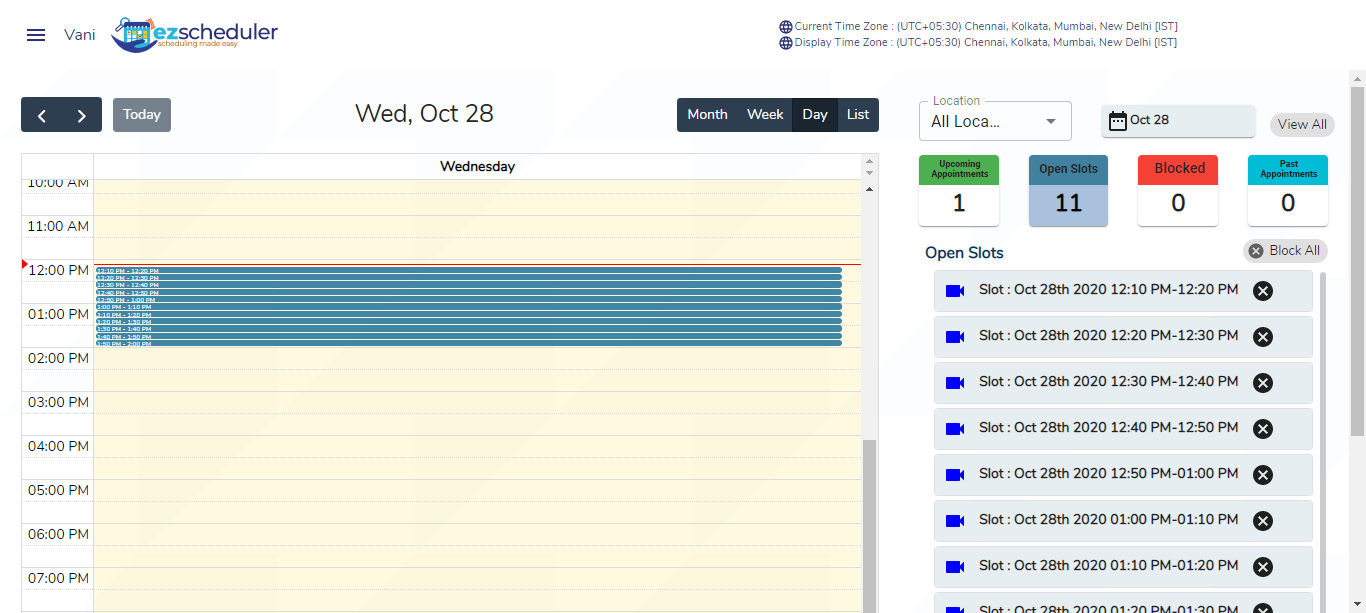 Vani
ezscheduler
scheduling made easy
Current Time Zone : (UTC+05:30) Chennai, Kolkata, Mumbai, New Delhi [IST]
Display Time Zone : (UTC+05:30) Chennai, Kolkata, Mumbai, New Delhi [IST]
Today
Wed, Oct 28
Month Week Day List
Location
All Loca...
Oct 28
View All
Wednesday
10:00 AM
11:00 AM
12:00 PM
01:00 PM
02:00 PM
03:00 PM
04:00 PM
05:00 PM
06:00 PM
07:00 PM
12:10 PM - 12:20 PM
12:20 PM - 12:30 PM
12:30 PM - 12:40 PM
12:40 PM - 12:50 PM
12:50 PM - 1:00 PM
1:00 PM - 1:10 PM
1:10 PM - 1:20 PM
1:20 PM - 1:30 PM
1:30 PM - 1:40 PM
1:40 PM - 1:50 PM
1:50 PM - 2:00 PM
Upcoming
Appointments
1
Open Slots
11
Blocked
0
Past
Appointments
0
Open Slots
Block All
Slot : Oct 28th 2020 12:10 PM-12:20 PM
Slot : Oct 28th 2020 12:20 PM-12:30 PM
Slot : Oct 28th 2020 12:30 PM-12:40 PM
Slot : Oct 28th 2020 12:40 PM-12:50 PM
Slot : Oct 28th 2020 12:50 PM-01:00 PM
Slot : Oct 28th 2020 01:00 PM-01:10 PM
Slot : Oct 28th 2020 01:10 PM-01:20 PM
Slot : Oct 28th 2020 01:20 PM-01:30 PM